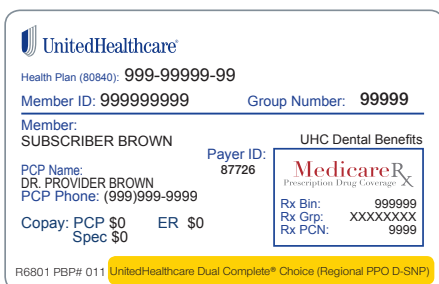 UnitedHealthcare®
Health Plan (80840): 999-99999-99
Member ID: 999999999 Group Number: 99999
Member:
SUBSCRIBER BROWN
UHC Dental Benefits
Payer ID:
87726
PCP Name:
DR. PROVIDER BROWN
PCP Phone: (999)999-9999
MedicareRx
Prescription Drug Coverage
Rx Bin: 999999
Rx Grp: XXXXXXXX
Rx PCN: 9999
Copay: PCP $0 ER $0
Spec $0
R6801 PBP# 011 UnitedHealthcare Dual Complete® Choice (Regional PPO D-SNP)